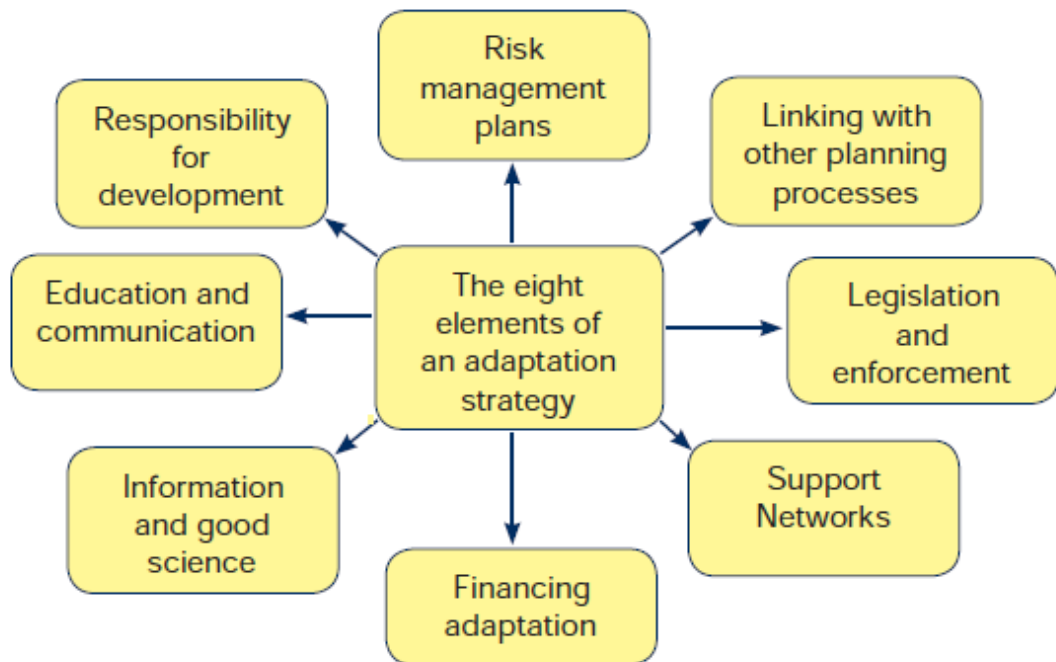 Risk
management
plans
Responsibility
for
development
Linking with
other planning
processes
Education and
communication
The eight
elements of
an adaptation
strategy
Legislation
and
enforcement
Information
and good
science
Support
Networks
Financing
adaptation